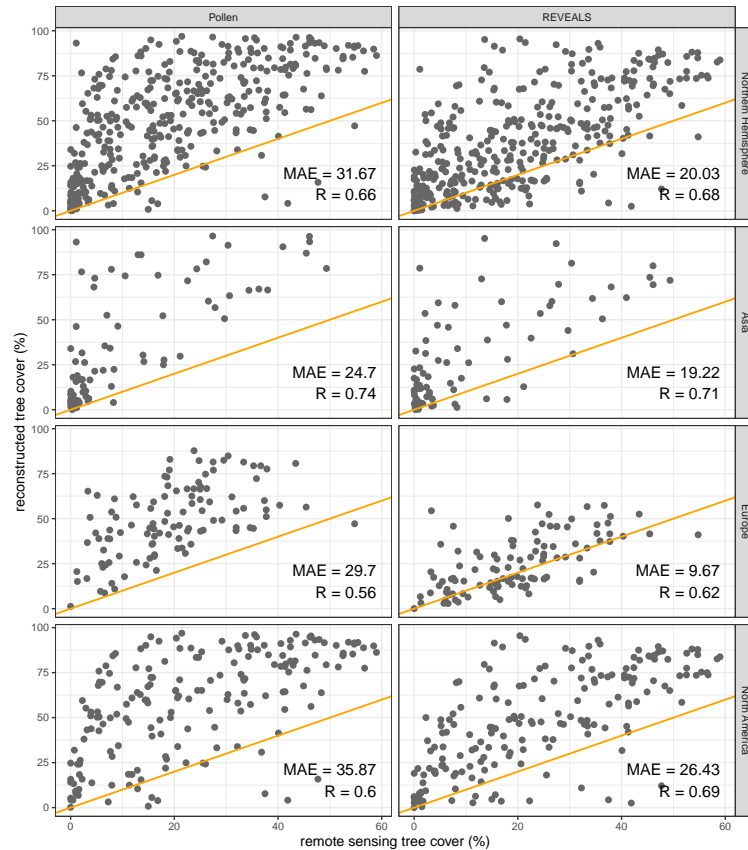 Pollen REVEALS
100
75
50
25
0
MAE = 31.67
R = 0.66
MAE = 20.03
R = 0.68
Northern Hemisphere
100
75
50
25
0
MAE = 24.7
R = 0.74
MAE = 19.22
R = 0.71
Asia
reconstructed tree cover (%)
100
75
50
25
0
MAE = 29.7
R = 0.56
MAE = 9.67
R = 0.62
Europe
100
75
50
25
0
MAE = 35.87
R = 0.6
MAE = 26.43
R = 0.69
North America
0 20 40 60 0 20 40 60
remote sensing tree cover (%)